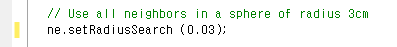 // Use all neighbors in a sphere of radius 3cm
ne.setRadiusSearch (0.03);